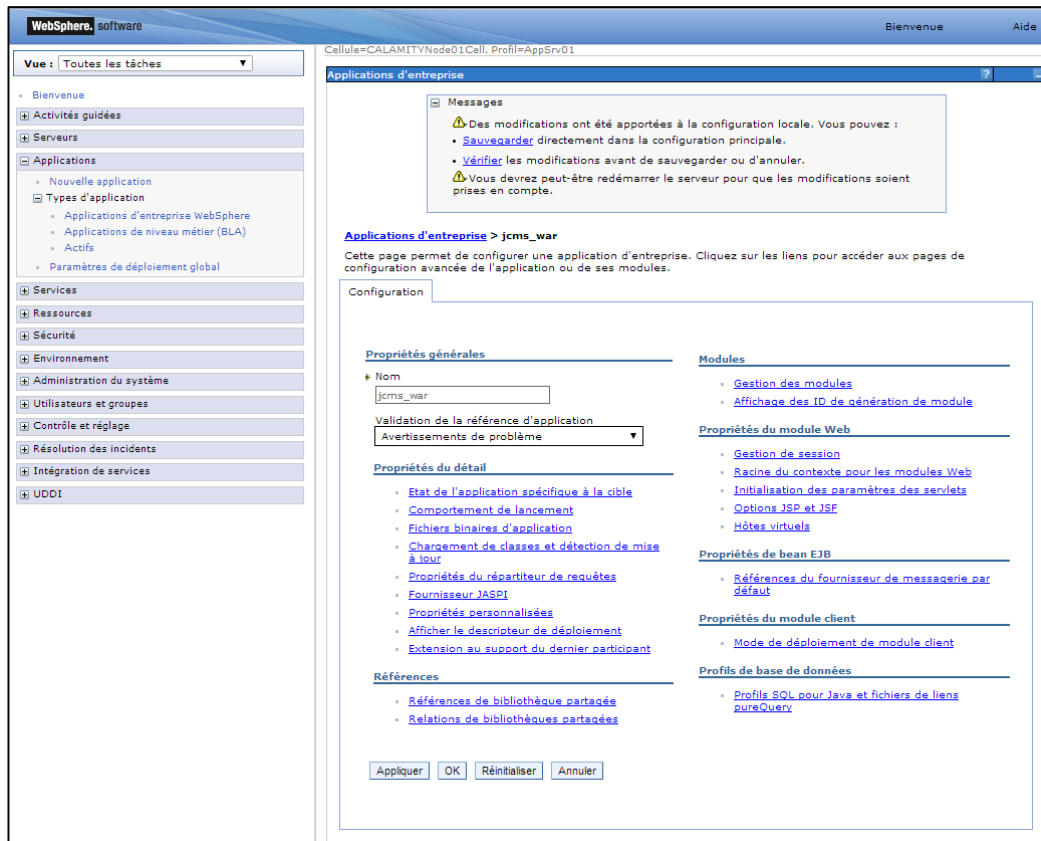 WebSphere. software
Bienvenue
Aide
Vue : Toutes les tâches
Bienvenue
Activités guidées
Serveurs
Applications
Nouvelle application
Types d'application
Applications d'entreprise WebSphere
Applications de niveau métier (BLA)
Actifs
Paramètres de déploiement global
Services
Ressources
Sécurité
Environnement
Administration du système
Utilisateurs et groupes
Contrôle et réglage
Résolution des incidents
Intégration de services
UDDI
Cellule=CALAMITYNode01Cell, Profil=AppSrv01
Applications d'entreprise
?
Messages
Des modifications ont été apportées à la configuration locale. Vous pouvez :
Sauvegarder directement dans la configuration principale.
Vérifier les modifications avant de sauvegarder ou d'annuler.
Vous devrez peut-être redémarrer le serveur pour que les modifications soient
prises en compte.
Applications d'entreprise > jcms_war
Cette page permet de configurer une application d'entreprise. Cliquez sur les liens pour accéder aux pages de
configuration avancée de l'application ou de ses modules.
Configuration
Propriétés générales
Nom
jcms_war
Validation de la référence d'application
Avertissements de problème
Propriétés du détail
Etat de l'application spécifique à la cible
Comportement de lancement
Fichiers binaires d'application
Chargement de classes et détection de mise
à jour
Propriétés du répartiteur de requêtes
Fournisseur JASPI
Propriétés personnalisées
Afficher le descripteur de déploiement
Extension au support du dernier participant
Références
Références de bibliothèque partagée
Relations de bibliothèques partagées
Modules
Gestion des modules
Affichage des ID de génération de module
Propriétés du module Web
Gestion de session
Racine du contexte pour les modules Web
Initialisation des paramètres des servlets
Options JSP et JSF
Hôtes virtuels
Propriétés de bean EJB
Références du fournisseur de messagerie par
défaut
Propriétés du module client
Mode de déploiement de module client
Profils de base de données
Profils SQL pour Java et fichiers de liens
pureQuery
Appliquer
OK
Réinitialiser
Annuler